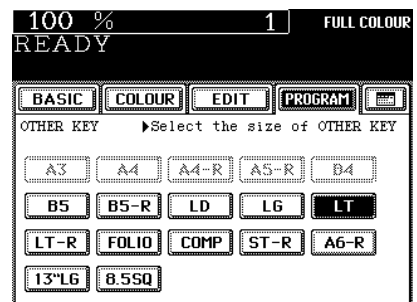 100 % 1 FULL COLOUR
READY
BASIC COLOUR EDIT PROGRAM
OTHER KEY ▶Select the size of OTHER KEY
A3 A4 A4-R A5-R B4
B5 B5-R LD LG LT
LT-R FOLIO COMP ST-R A6-R
13"LG 8.5SQ